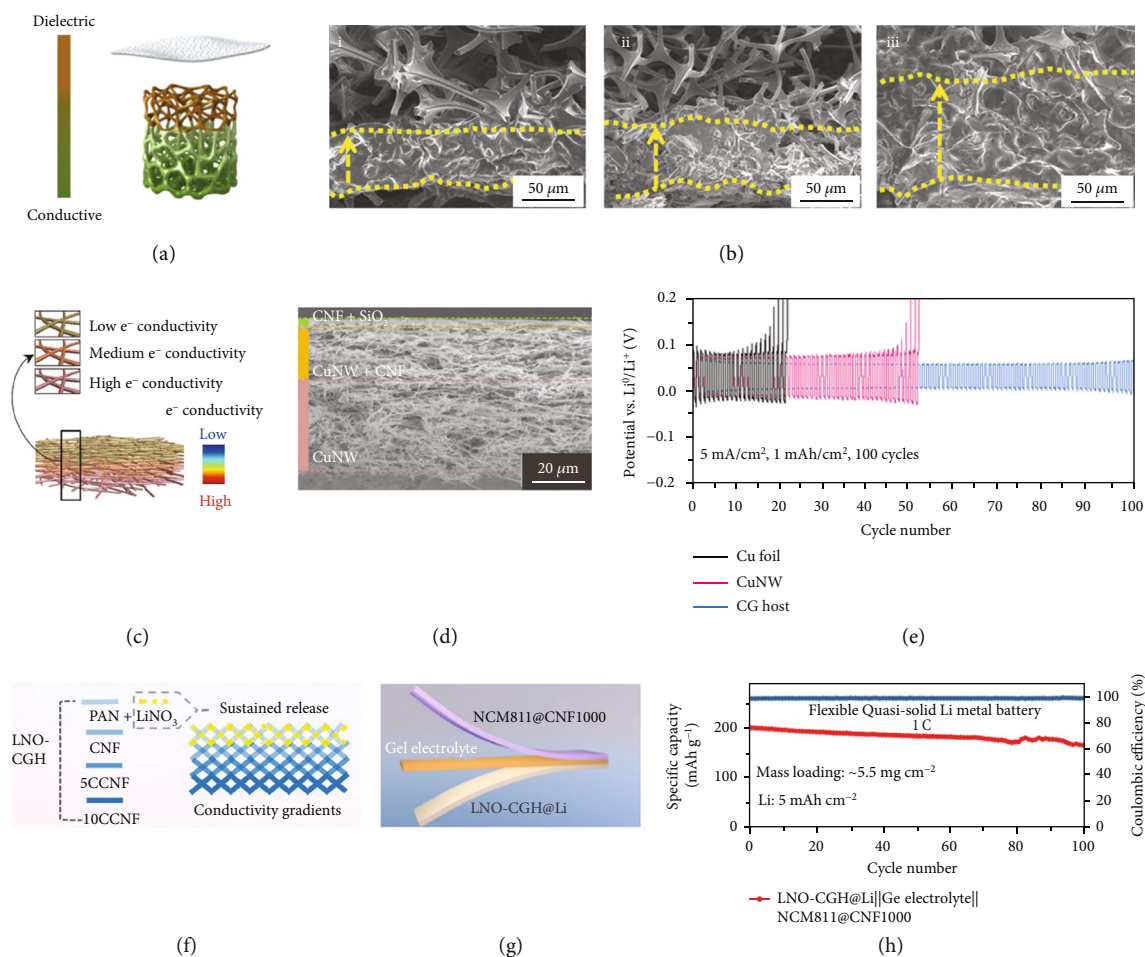 Dielectric
Conductive
(a)
i
50 μm
ii
50 μm
iii
50 μm
(b)
Low e⁻ conductivity
Medium e⁻ conductivity
High e⁻ conductivity
e⁻ conductivity
Low
High
(c)
CNF + SiO₂
CuNW + CNF
CuNW
20 μm
(d)
Potential vs. Li⁰/Li⁺ (V)
0.2
0.1
0.0
−0.1
−0.2
5 mA/cm², 1 mAh/cm², 100 cycles
0 10 20 30 40 50 60 70 80 90 100
Cycle number
Cu foil
CuNW
CG host
(e)
LNO-
CGH
PAN + LiNO₃
CNF
5CCNF
10CCNF
Sustained release
Conductivity gradients
(f)
NCM811@CNF1000
Gel electrolyte
LNO-CGH@Li
(g)
Specific capacity
(mAh g⁻¹)
200
100
0
Flexible Quasi-solid Li metal battery
1 C
Mass loading: ~5.5 mg cm⁻²
Li: 5 mAh cm⁻²
100
80
60
40
20
0
Coulombic efficiency (%)
0 20 40 60 80 100
Cycle number
LNO-CGH@Li||Ge electrolyte||
NCM811@CNF1000
(h)